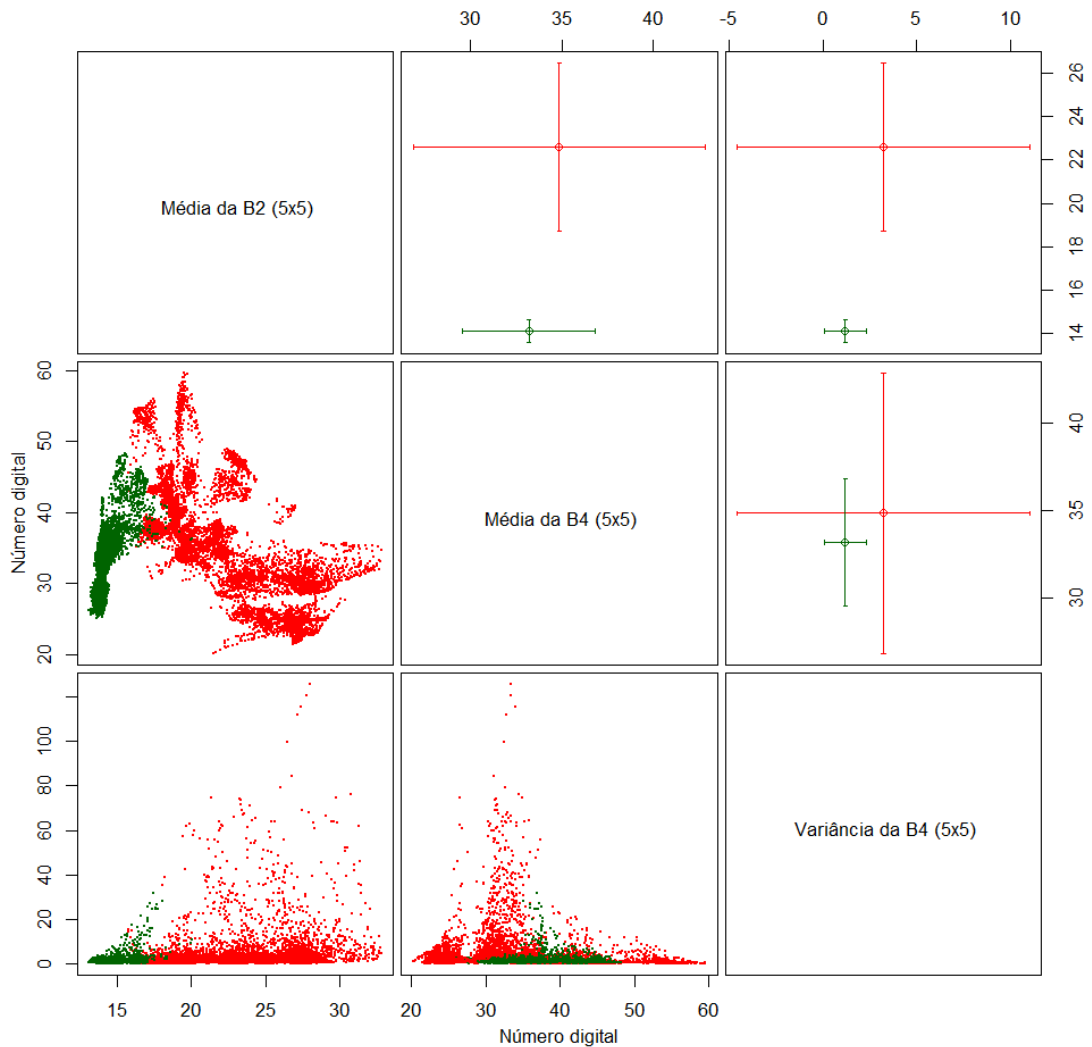 30 35 40 -5 0 5 10
Média da B2 (5x5)
14 16 18 20 22 24 26
Número digital
20 30 40 50 60
Média da B4 (5x5)
30 35 40
0 20 40 60 80 100
Variância da B4 (5x5)
15 20 25 30
20 30 40 50 60
Número digital